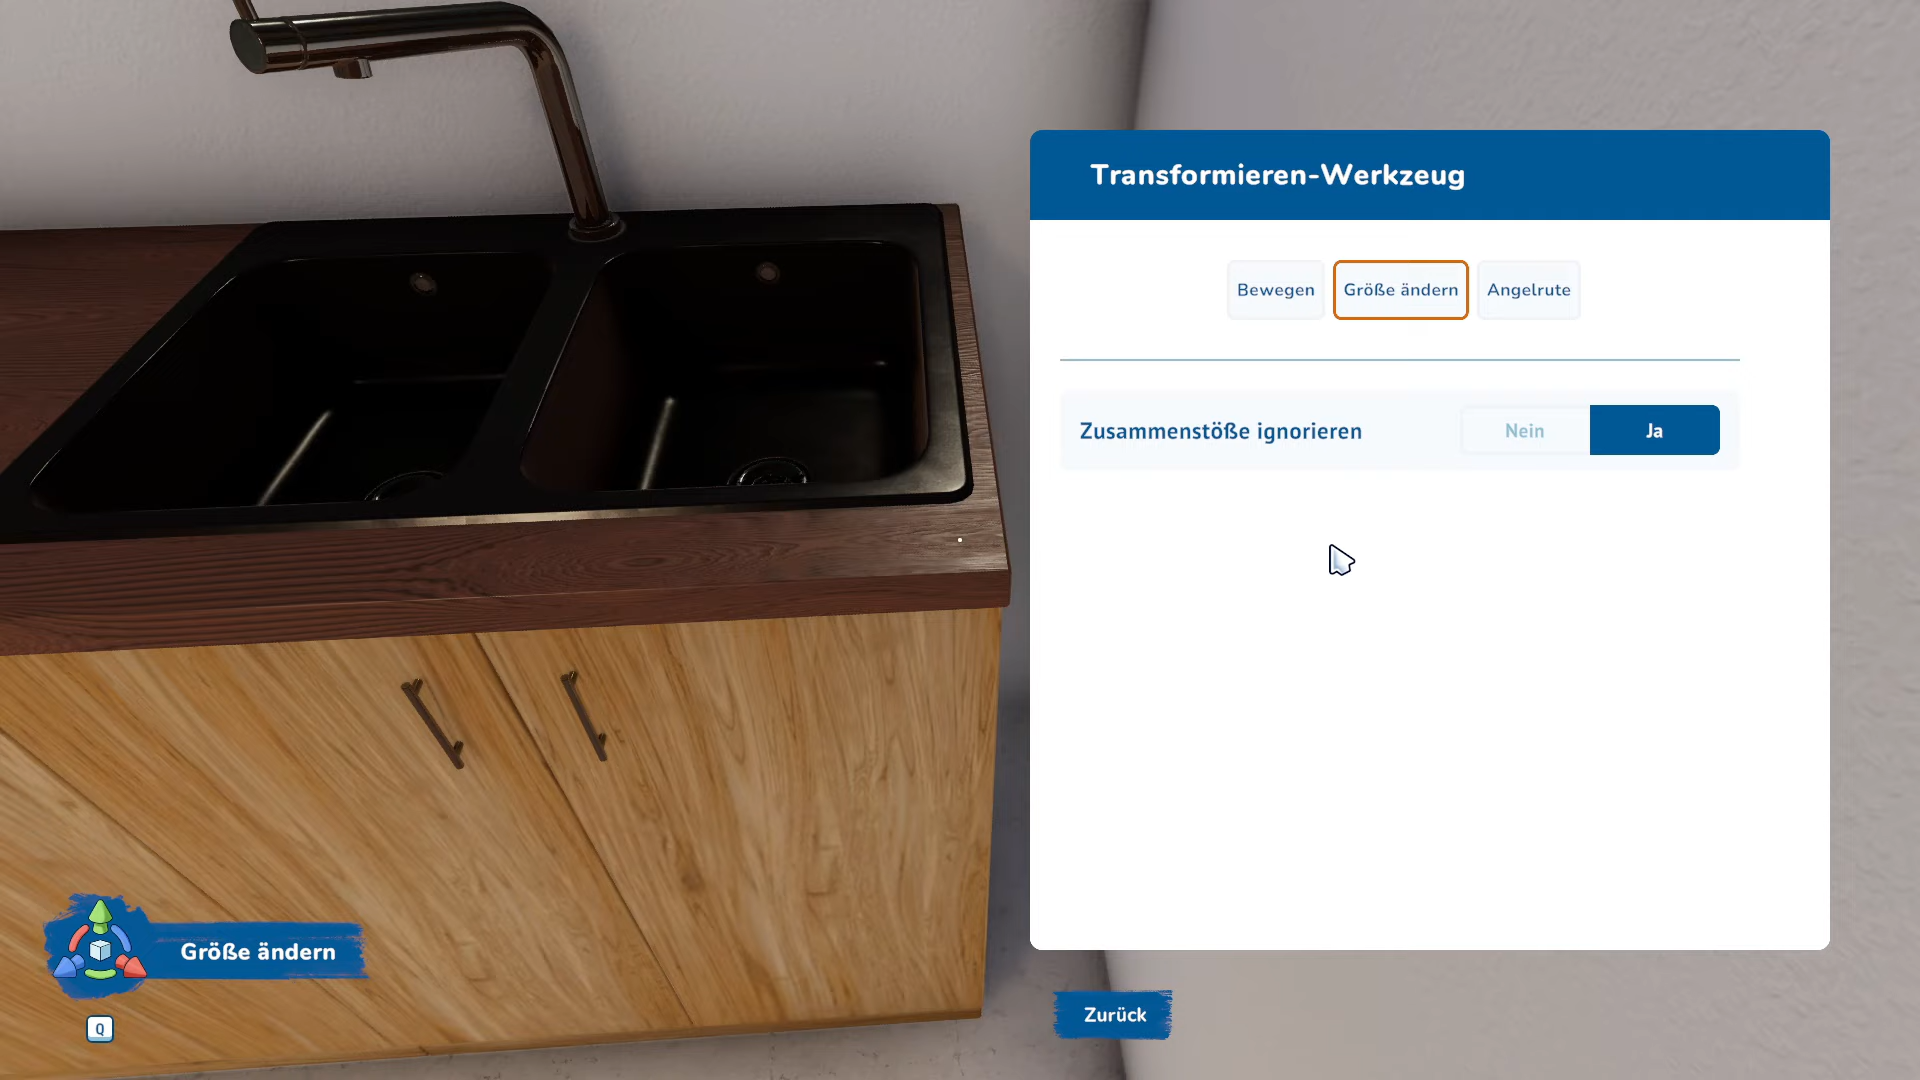 Transformieren-Werkzeug
Bewegen
Größe ändern
Angelrute
Zusammenstöße ignorieren
Nein
Ja
Größe ändern
Q
Zurück